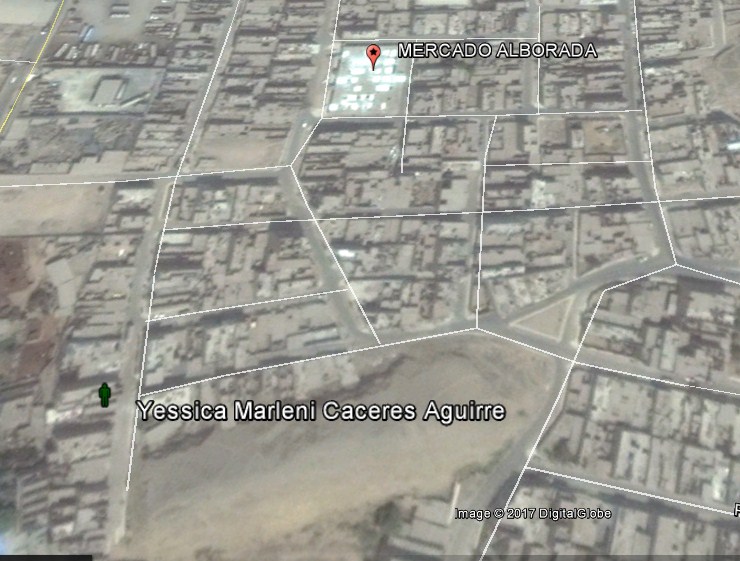 MERCADO ALBORADA
Yessica Marleni Caceres Aguirre
Image © 2017 DigitalGlobe